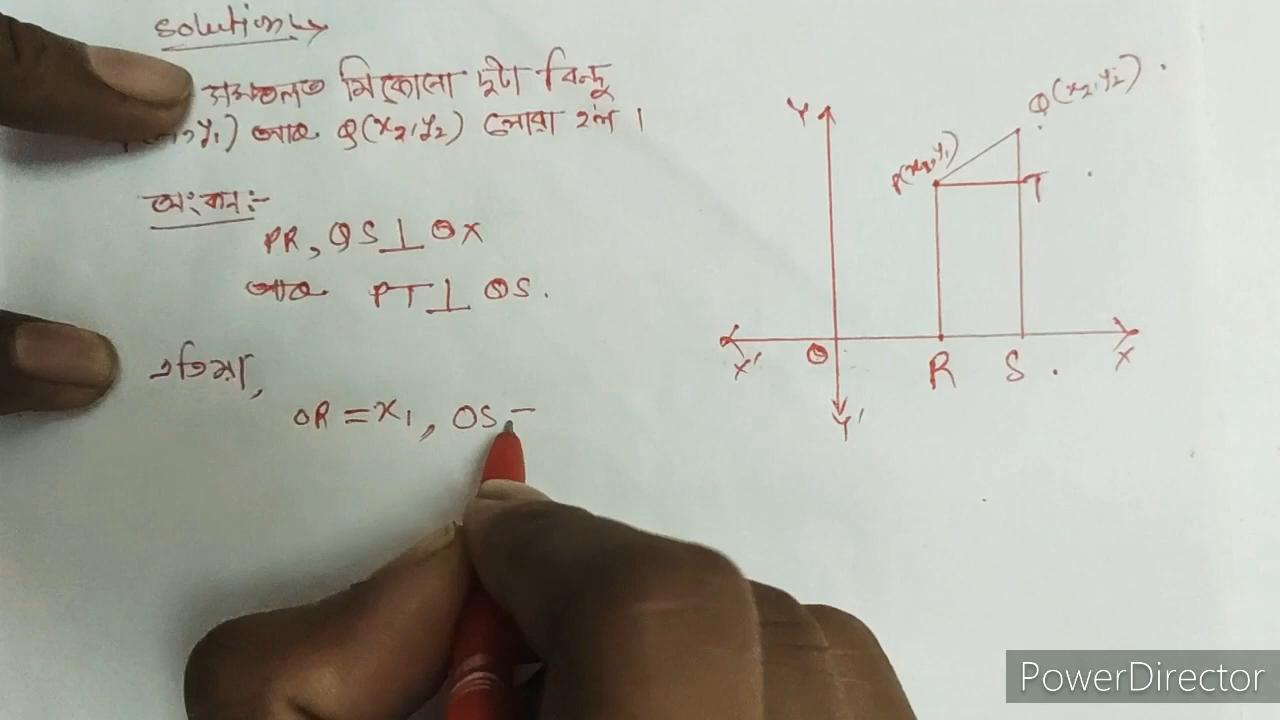 Solution
সমতলত যিকোনো দুটা বিন্দু
y₁) আৰু Q(x₂, y₂) লোৱা হ'ল ।
অংকন :-
PR, QS ⊥ OX
আৰু PT ⊥ QS.
এতিয়া,
OR = x₁, OS =
Y
Q(x₂, y₂)
P(x₁, y₁)
T
X'
O
R
S
X
Y'
PowerDirector